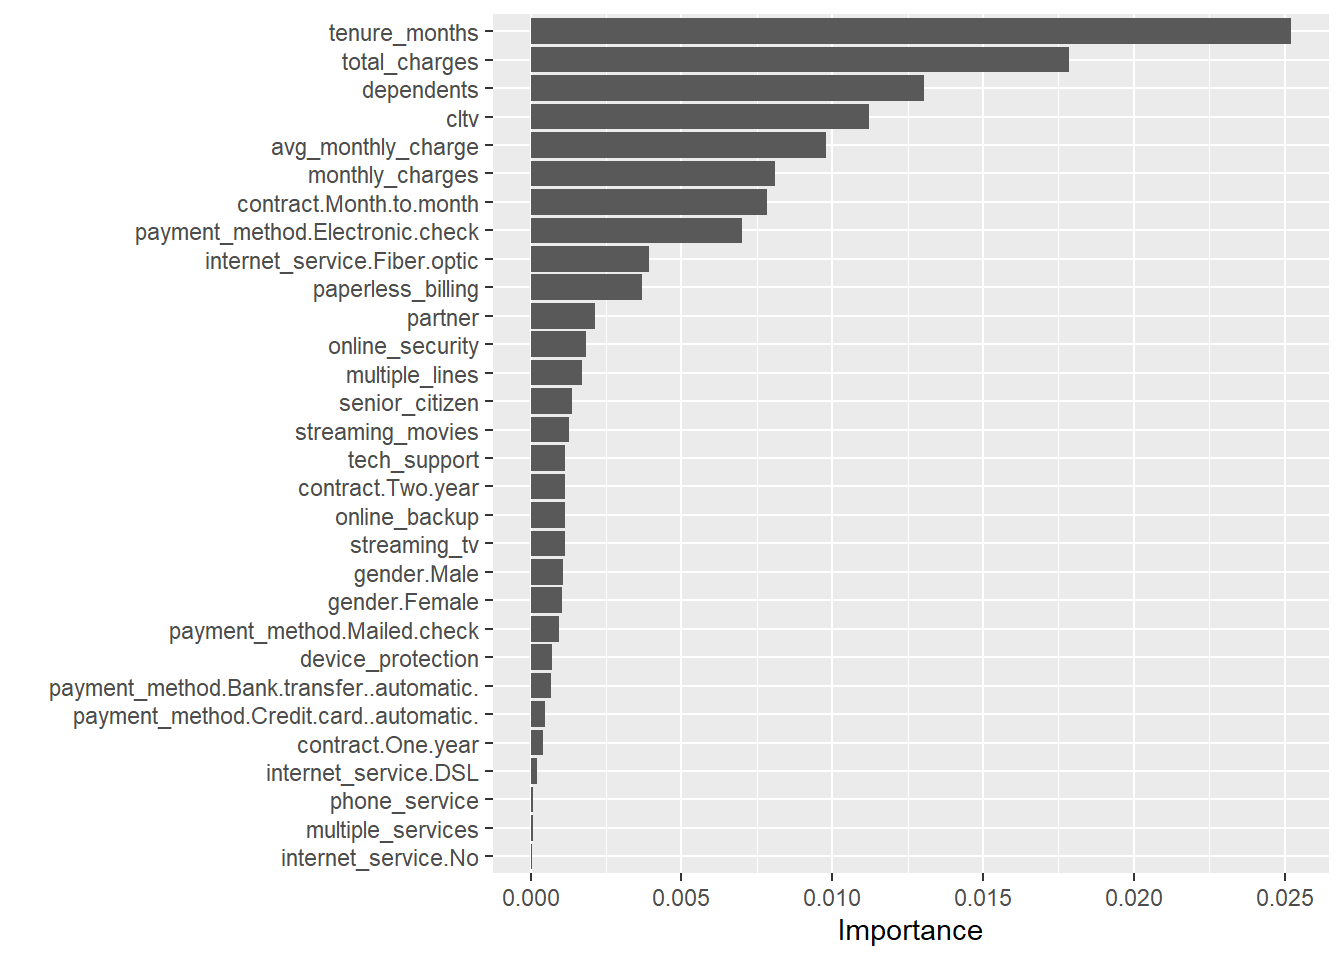 tenure_months
total_charges
dependents
cltv
avg_monthly_charge
monthly_charges
contract.Month.to.month
payment_method.Electronic.check
internet_service.Fiber.optic
paperless_billing
partner
online_security
multiple_lines
senior_citizen
streaming_movies
tech_support
contract.Two.year
online_backup
streaming_tv
gender.Male
gender.Female
payment_method.Mailed.check
device_protection
payment_method.Bank.transfer..automatic.
payment_method.Credit.card..automatic.
contract.One.year
internet_service.DSL
phone_service
multiple_services
internet_service.No
0.000 0.005 0.010 0.015 0.020 0.025
Importance